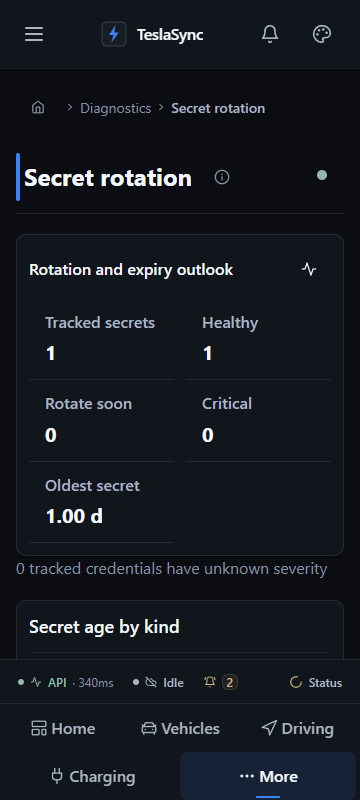 TeslaSync
Diagnostics Secret rotation
Secret rotation
Rotation and expiry outlook
Tracked secrets Healthy
1 1
Rotate soon Critical
0 0
Oldest secret
1.00 d
0 tracked credentials have unknown severity
Secret age by kind
API · 340ms Idle 2 Status
Home Vehicles Driving
Charging More